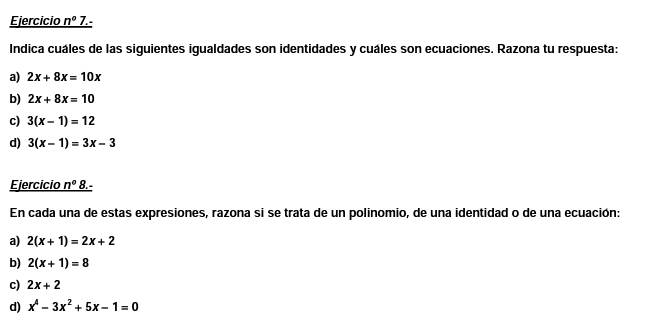 Ejercicio nº 7.-
Indica cuáles de las siguientes igualdades son identidades y cuáles son ecuaciones. Razona tu respuesta:
a) 2x + 8x = 10x
b) 2x + 8x = 10
c) 3(x – 1) = 12
d) 3(x – 1) = 3x – 3
Ejercicio nº 8.-
En cada una de estas expresiones, razona si se trata de un polinomio, de una identidad o de una ecuación:
a) 2(x + 1) = 2x + 2
b) 2(x + 1) = 8
c) 2x + 2
d) x⁴ – 3x² + 5x – 1 = 0